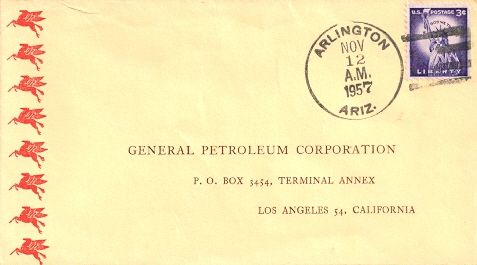 ARLINGTON
NOV
12
A.M.
1957
ARIZ.
U.S. POSTAGE 3¢
LIBERTY
GENERAL PETROLEUM CORPORATION
P. O. BOX 3454, TERMINAL ANNEX
LOS ANGELES 54, CALIFORNIA